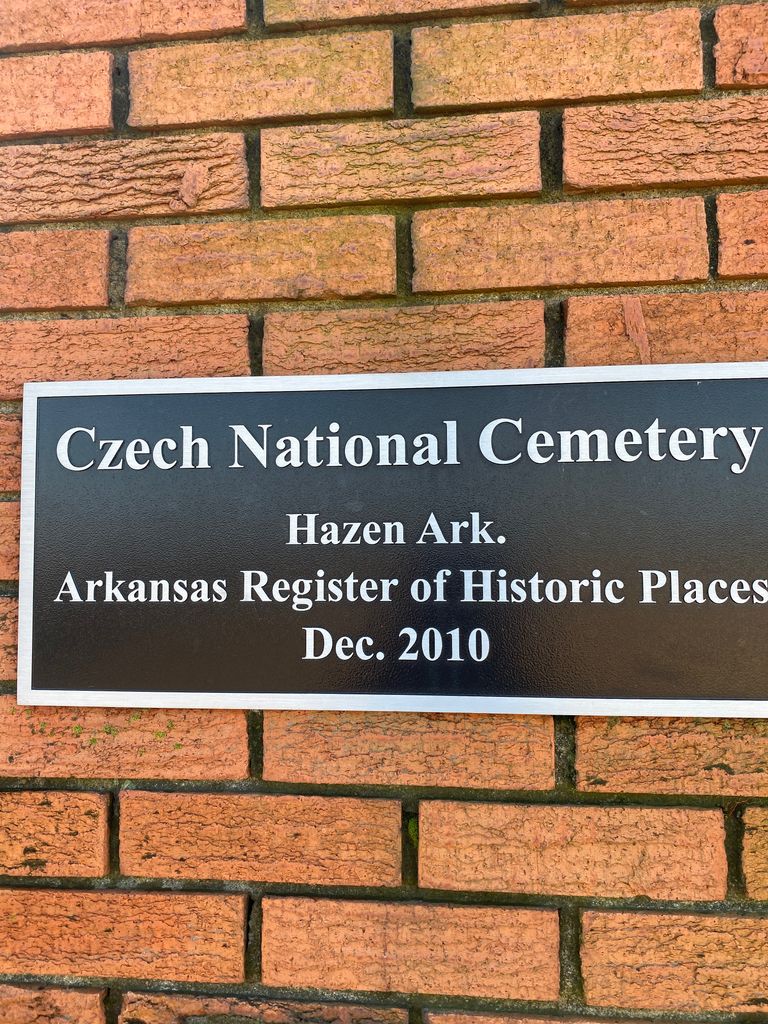 Czech National Cemetery
Hazen Ark.
Arkansas Register of Historic Places
Dec. 2010